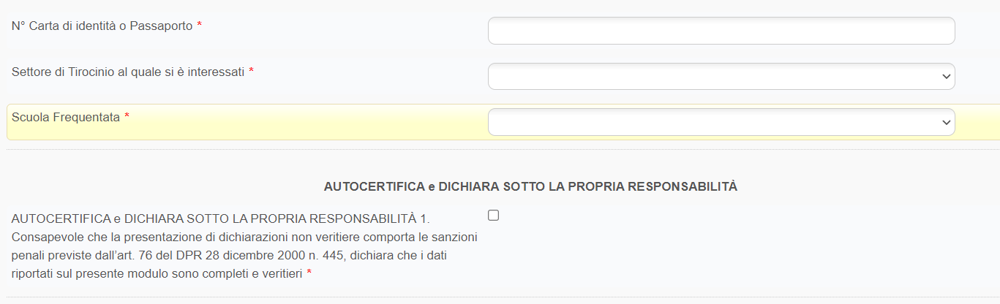 N° Carta di identità o Passaporto *
Settore di Tirocinio al quale si è interessati *
Scuola Frequentata *
AUTOCERTIFICA e DICHIARA SOTTO LA PROPRIA RESPONSABILITÀ
AUTOCERTIFICA e DICHIARA SOTTO LA PROPRIA RESPONSABILITÀ 1.
Consapevole che la presentazione di dichiarazioni non veritiere comporta le sanzioni
penali previste dall’art. 76 del DPR 28 dicembre 2000 n. 445, dichiara che i dati
riportati sul presente modulo sono completi e veritieri *